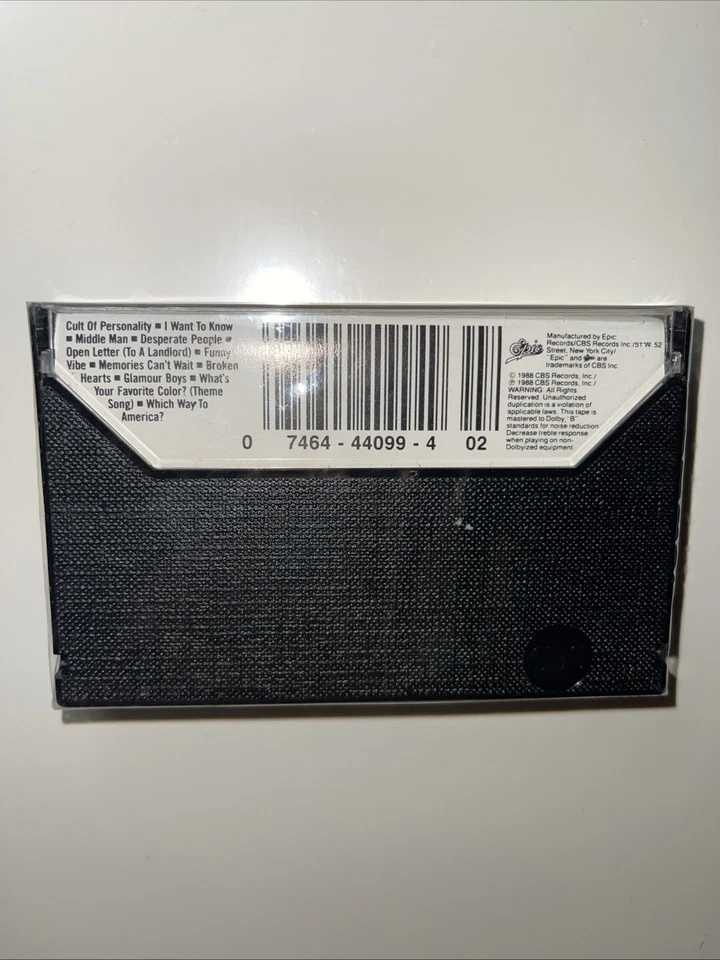 Cult Of Personality ■ I Want To Know
■ Middle Man ■ Desperate People ■
Open Letter (To A Landlord) ■ Funny
Vibe ■ Memories Can't Wait ■ Broken
Hearts ■ Glamour Boys ■ What's
Your Favorite Color? (Theme
Song) ■ Which Way To
America?
0 7464 - 44099 - 4 02
Epic
Manufactured by Epic
Records/CBS Records Inc./51 W. 52
Street, New York City/
"Epic" and are
trademarks of CBS Inc.
© 1988 CBS Records, Inc./
℗ 1988 CBS Records, Inc./
WARNING: All Rights
Reserved. Unauthorized
duplication is a violation of
applicable laws. This tape is
mastered to Dolby, "B"
standards for noise reduction.
Decrease treble response
when playing on non-
Dolbyized equipment.